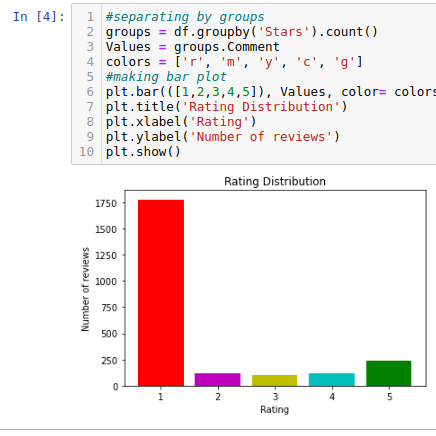 In [4]:
1 #separating by groups
2 groups = df.groupby('Stars').count()
3 Values = groups.Comment
4 colors = ['r', 'm', 'y', 'c', 'g']
5 #making bar plot
6 plt.bar(([1,2,3,4,5]), Values, color= colors
7 plt.title('Rating Distribution')
8 plt.xlabel('Rating')
9 plt.ylabel('Number of reviews')
10 plt.show()
Rating Distribution
Number of reviews
1750
1500
1250
1000
750
500
250
0
1 2 3 4 5
Rating